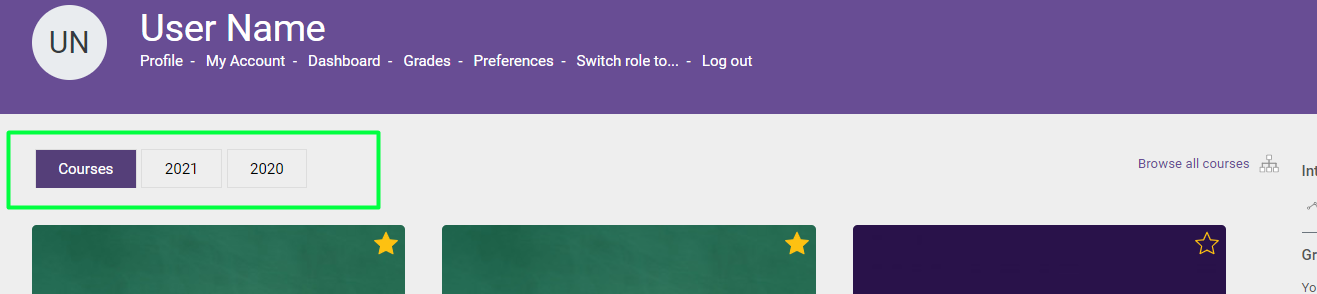 UN
User Name
Profile - My Account - Dashboard - Grades - Preferences - Switch role to... - Log out
Courses 2021 2020
Browse all courses